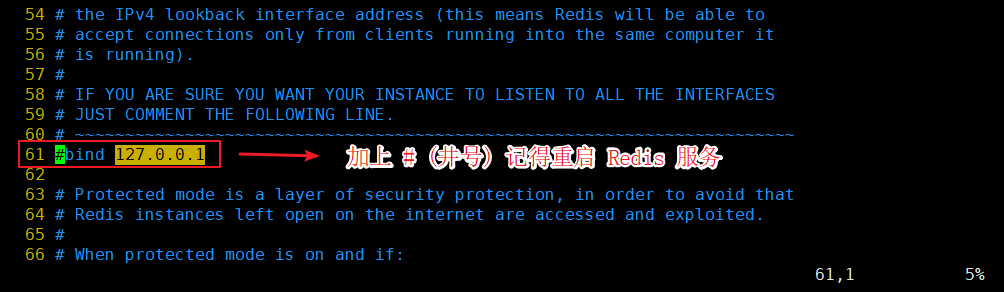 54 # the IPv4 lookback interface address (this means Redis will be able to
55 # accept connections only from clients running into the same computer it
56 # is running).
57 #
58 # IF YOU ARE SURE YOU WANT YOUR INSTANCE TO LISTEN TO ALL THE INTERFACES
59 # JUST COMMENT THE FOLLOWING LINE.
60 # ~~~~~~~~~~~~~~~~~~~~~~~~~~~~~~~~~~~~~~~~~~~~~~~~~~~~~~~~~~~~~~~~~~~~~~~~
61 #bind 127.0.0.1 加上 #（井号）记得重启 Redis 服务
62
63 # Protected mode is a layer of security protection, in order to avoid that
64 # Redis instances left open on the internet are accessed and exploited.
65 #
66 # When protected mode is on and if:
61,1 5%